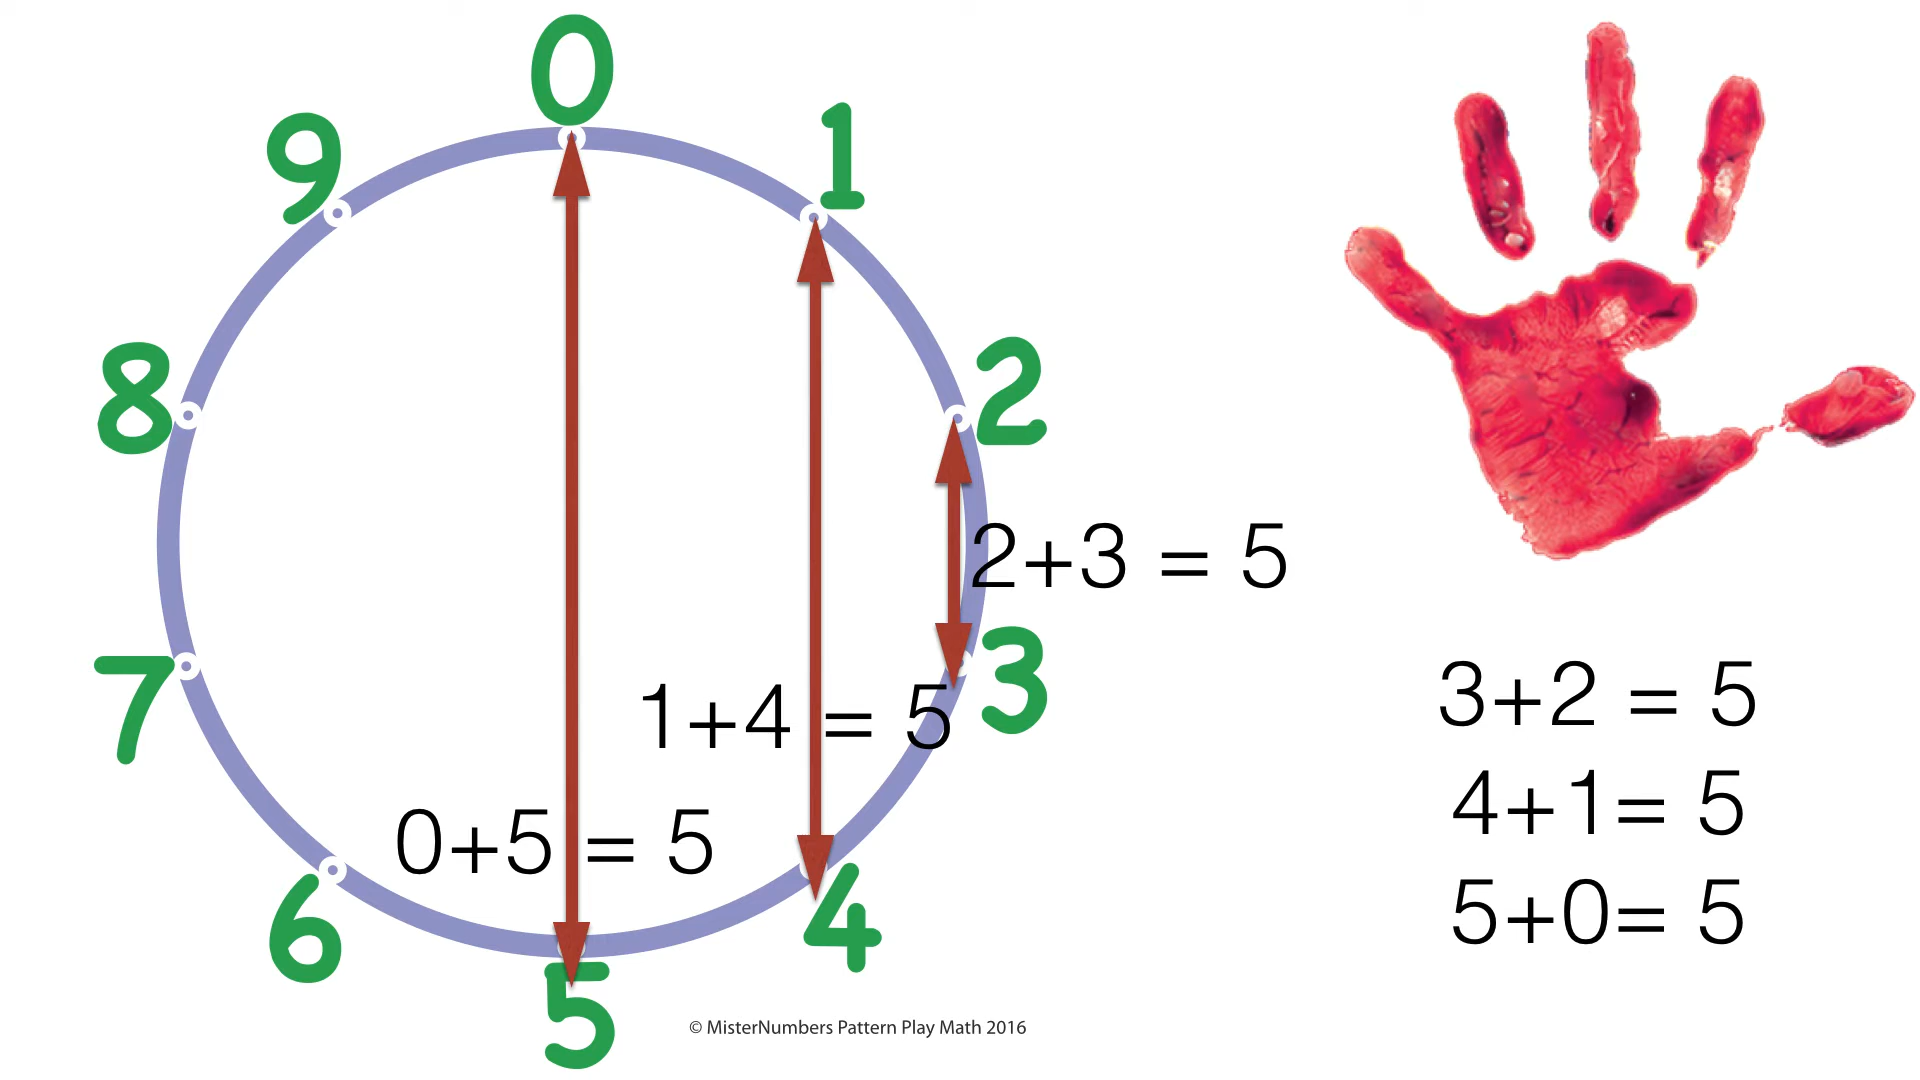 0
1
2
3
4
5
6
7
8
9
2+3 = 5
1+4 = 5
0+5 = 5
3+2 = 5
4+1= 5
5+0= 5
© MisterNumbers Pattern Play Math 2016